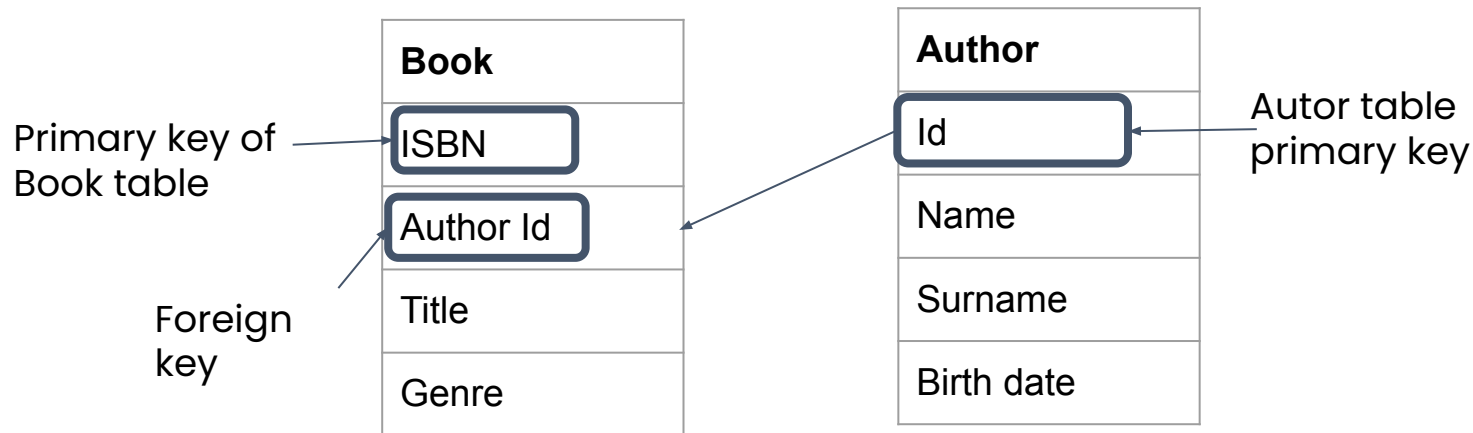 Book
ISBN
Author Id
Title
Genre
Author
Id
Name
Surname
Birth date
Primary key of
Book table
Foreign
key
Autor table
primary key